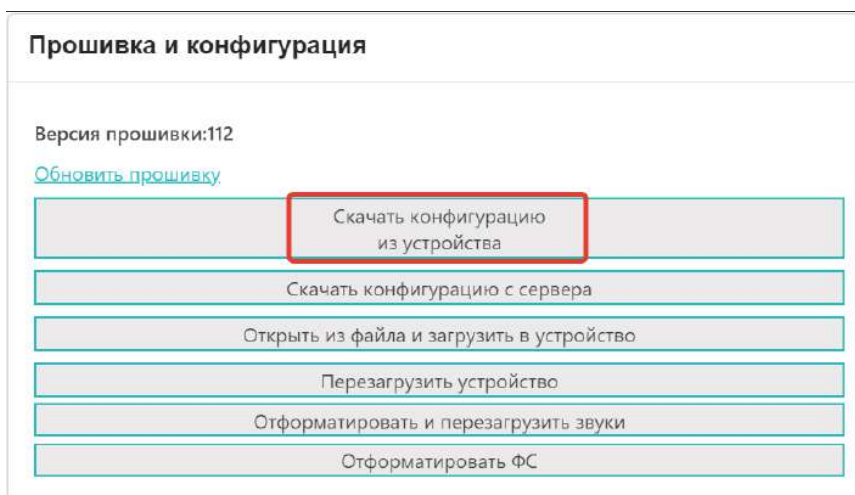 Прошивка и конфигурация
Версия прошивки:112
Обновить прошивку
Скачать конфигурацию
из устройства
Скачать конфигурацию с сервера
Открыть из файла и загрузить в устройство
Перезагрузить устройство
Отформатировать и перезагрузить звуки
Отформатировать ФС